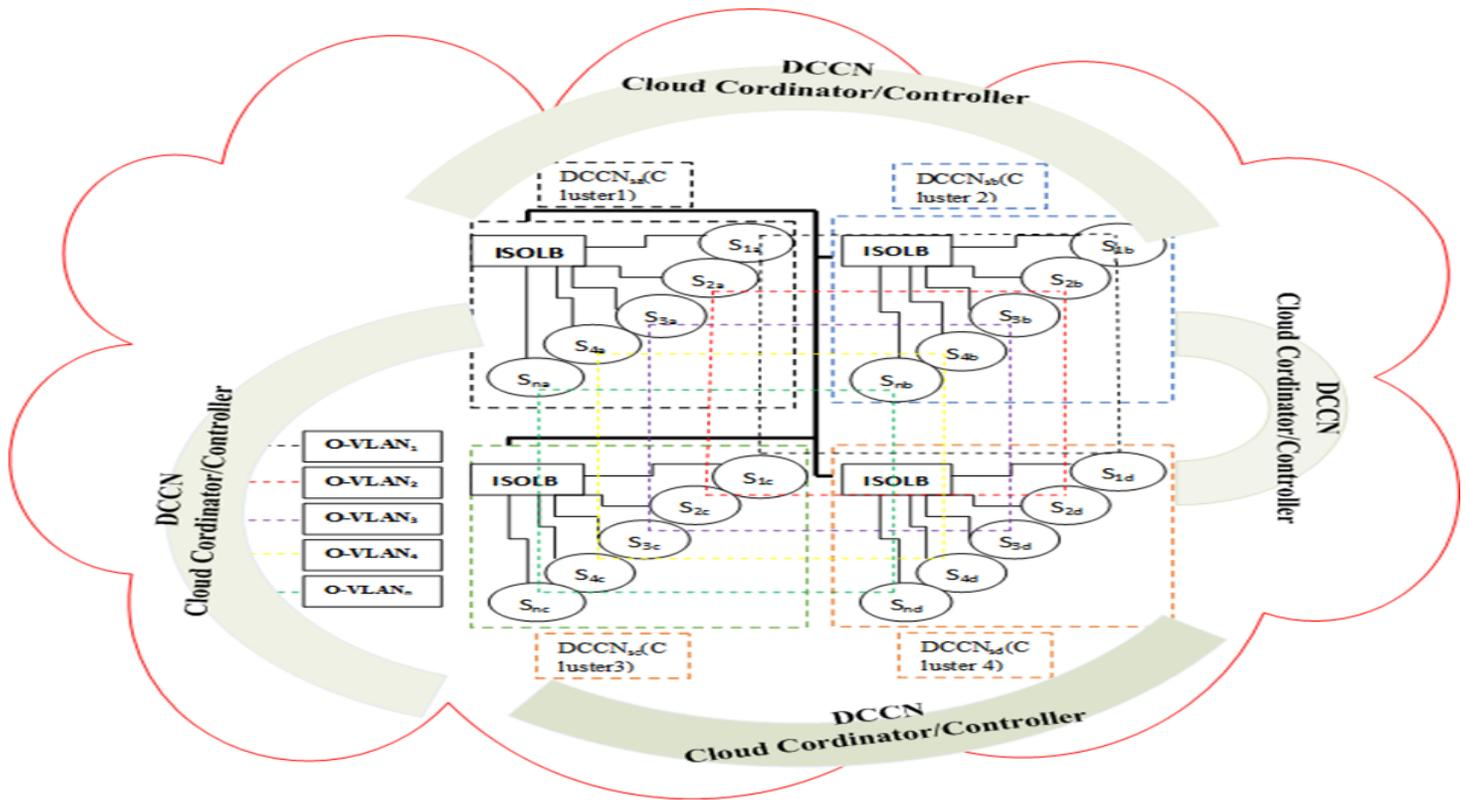 DCCN
Cloud Cordinator/Controller
DCCNsa(C
luster1)
DCCNsb(C
luster 2)
ISOLB
S1a
S2a
S3a
S4a
Sna
ISOLB
S1b
S2b
S3b
S4b
Snb
DCCN
Cloud Cordinator/Controller
DCCN
Cloud Cordinator/Controller
O-VLAN1
O-VLAN2
O-VLAN3
O-VLAN4
O-VLANn
ISOLB
S1c
S2c
S3c
S4c
Snc
ISOLB
S1d
S2d
S3d
S4d
Snd
DCCNsc(C
luster3)
DCCNsd(C
luster 4)
DCCN
Cloud Cordinator/Controller